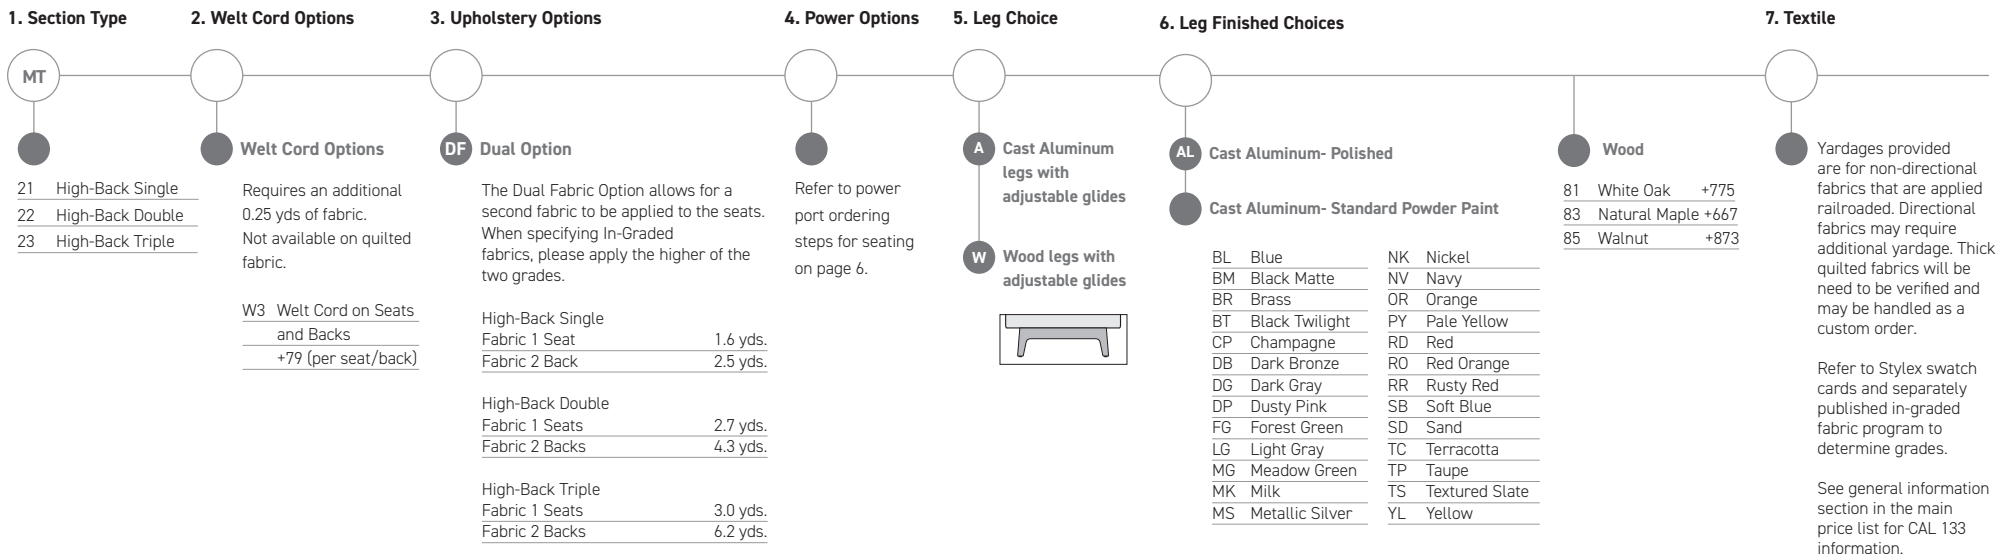 1. Section Type
MT
21 High-Back Single
22 High-Back Double
23 High-Back Triple
2. Welt Cord Options
Welt Cord Options
Requires an additional
0.25 yds of fabric.
Not available on quilted
fabric.
W3 Welt Cord on Seats
and Backs
+79 (per seat/back)
3. Upholstery Options
DF Dual Option
The Dual Fabric Option allows for a
second fabric to be applied to the seats.
When specifying In-Graded
fabrics, please apply the higher of the
two grades.
High-Back Single
Fabric 1 Seat 1.6 yds.
Fabric 2 Back 2.5 yds.
High-Back Double
Fabric 1 Seats 2.7 yds.
Fabric 2 Backs 4.3 yds.
High-Back Triple
Fabric 1 Seats 3.0 yds.
Fabric 2 Backs 6.2 yds.
4. Power Options
Refer to power
port ordering
steps for seating
on page 6.
5. Leg Choice
A Cast Aluminum
legs with
adjustable glides
W Wood legs with
adjustable glides
6. Leg Finished Choices
AL Cast Aluminum- Polished
Cast Aluminum- Standard Powder Paint
BL Blue
BM Black Matte
BR Brass
BT Black Twilight
CP Champagne
DB Dark Bronze
DG Dark Gray
DP Dusty Pink
FG Forest Green
LG Light Gray
MG Meadow Green
MK Milk
MS Metallic Silver
NK Nickel
NV Navy
OR Orange
PY Pale Yellow
RD Red
RO Red Orange
RR Rusty Red
SB Soft Blue
SD Sand
TC Terracotta
TP Taupe
TS Textured Slate
YL Yellow
Wood
81 White Oak +775
83 Natural Maple +667
85 Walnut +873
7. Textile
Yardages provided
are for non-directional
fabrics that are applied
railroaded. Directional
fabrics may require
additional yardage. Thick
quilted fabrics will be
need to be verified and
may be handled as a
custom order.
Refer to Stylex swatch
cards and separately
published in-graded
fabric program to
determine grades.
See general information
section in the main
price list for CAL 133
information.